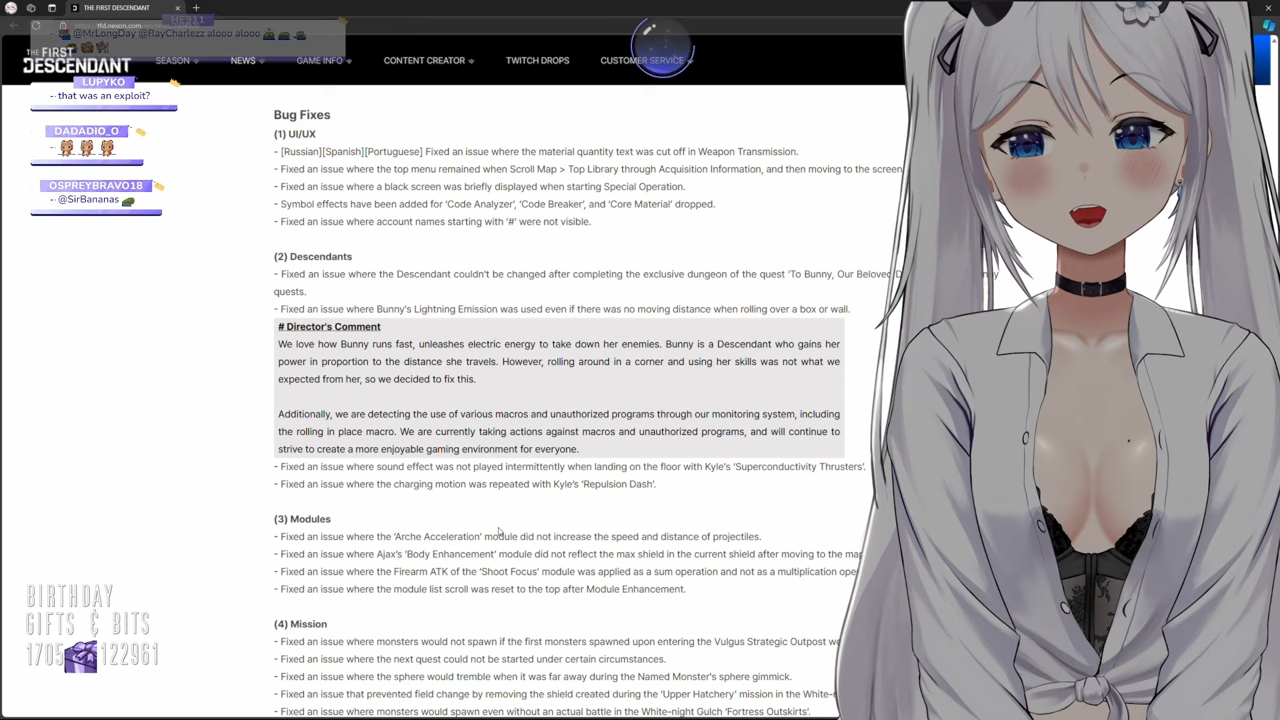 THE FIRST DESCENDANT
HE311
@MrLongDay @RayCharlezz alooo alooo
THE FIRST
DESCENDANT
SEASON
NEWS
GAME INFO
CONTENT CREATOR
TWITCH DROPS
CUSTOMER SERVICE
LUPYKO
-- that was an exploit?
DADADIO_O
--
OSPREYBRAVO18
-- @SirBananas
Bug Fixes
(1) UI/UX
- [Russian][Spanish][Portuguese] Fixed an issue where the material quantity text was cut off in Weapon Transmission.
- Fixed an issue where the top menu remained when Scroll Map > Top Library through Acquisition Information, and then moving to the screen
- Fixed an issue where a black screen was briefly displayed when starting Special Operation.
- Symbol effects have been added for 'Code Analyzer', 'Code Breaker', and 'Core Material' dropped.
- Fixed an issue where account names starting with '#' were not visible.
(2) Descendants
- Fixed an issue where the Descendant couldn't be changed after completing the exclusive dungeon of the quest 'To Bunny, Our Beloved D
quests.
- Fixed an issue where Bunny's Lightning Emission was used even if there was no moving distance when rolling over a box or wall.
# Director's Comment
We love how Bunny runs fast, unleashes electric energy to take down her enemies. Bunny is a Descendant who gains her
power in proportion to the distance she travels. However, rolling around in a corner and using her skills was not what we
expected from her, so we decided to fix this.
Additionally, we are detecting the use of various macros and unauthorized programs through our monitoring system, including
the rolling in place macro. We are currently taking actions against macros and unauthorized programs, and will continue to
strive to create a more enjoyable gaming environment for everyone.
- Fixed an issue where sound effect was not played intermittently when landing on the floor with Kyle's 'Superconductivity Thrusters'.
- Fixed an issue where the charging motion was repeated with Kyle's 'Repulsion Dash'.
(3) Modules
- Fixed an issue where the 'Arche Acceleration' module did not increase the speed and distance of projectiles.
- Fixed an issue where Ajax's 'Body Enhancement' module did not reflect the max shield in the current shield after moving to the map
- Fixed an issue where the Firearm ATK of the 'Shoot Focus' module was applied as a sum operation and not as a multiplication ope
- Fixed an issue where the module list scroll was reset to the top after Module Enhancement.
(4) Mission
- Fixed an issue where monsters would not spawn if the first monsters spawned upon entering the Vulgus Strategic Outpost we
- Fixed an issue where the next quest could not be started under certain circumstances.
- Fixed an issue where the sphere would tremble when it was far away during the Named Monster's sphere gimmick.
- Fixed an issue that prevented field change by removing the shield created during the 'Upper Hatchery' mission in the White-n
- Fixed an issue where monsters would spawn even without an actual battle in the White-night Gulch 'Fortress Outskirts'.
BIRTHDAY
GIFTS & BITS
1705 122961